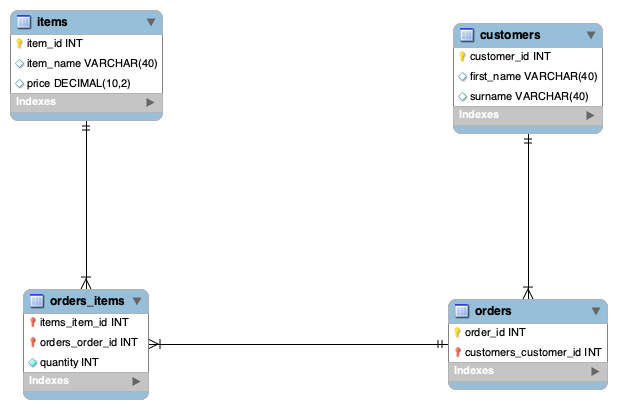 items
item_id INT
item_name VARCHAR(40)
price DECIMAL(10,2)
Indexes
customers
customer_id INT
first_name VARCHAR(40)
surname VARCHAR(40)
Indexes
orders_items
items_item_id INT
orders_order_id INT
quantity INT
Indexes
orders
order_id INT
customers_customer_id INT
Indexes